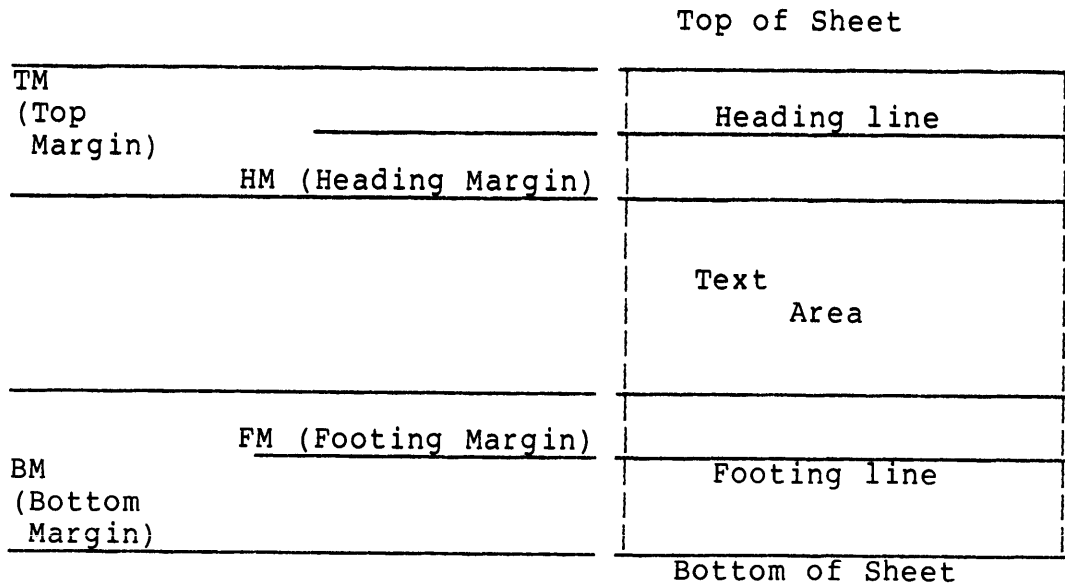 Top of Sheet
TM
(Top
Margin)
Heading line
HM (Heading Margin)
Text
Area
FM (Footing Margin)
BM
(Bottom
Margin)
Footing line
Bottom of Sheet